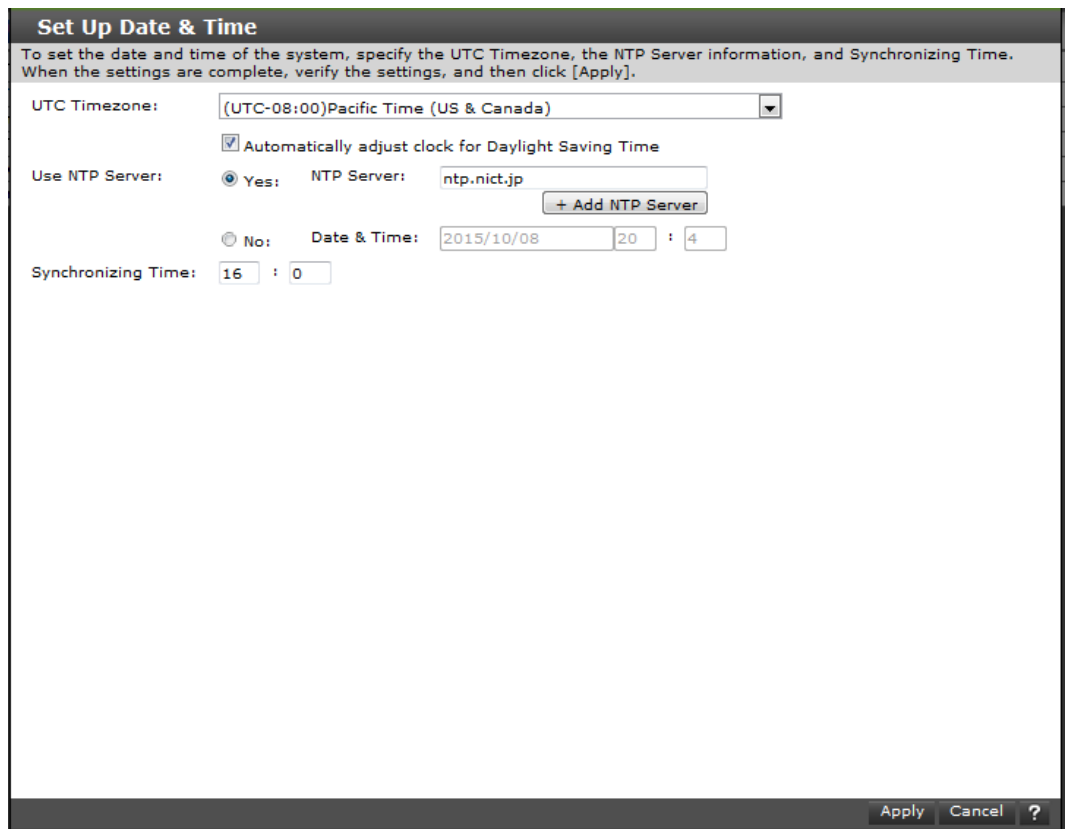 Set Up Date & Time
To set the date and time of the system, specify the UTC Timezone, the NTP Server information, and Synchronizing Time.
When the settings are complete, verify the settings, and then click [Apply].
UTC Timezone: (UTC-08:00)Pacific Time (US & Canada)
Automatically adjust clock for Daylight Saving Time
Use NTP Server: Yes: NTP Server: ntp.nict.jp
+ Add NTP Server
No: Date & Time: 2015/10/08 20 : 4
Synchronizing Time: 16 : 0
Apply Cancel ?